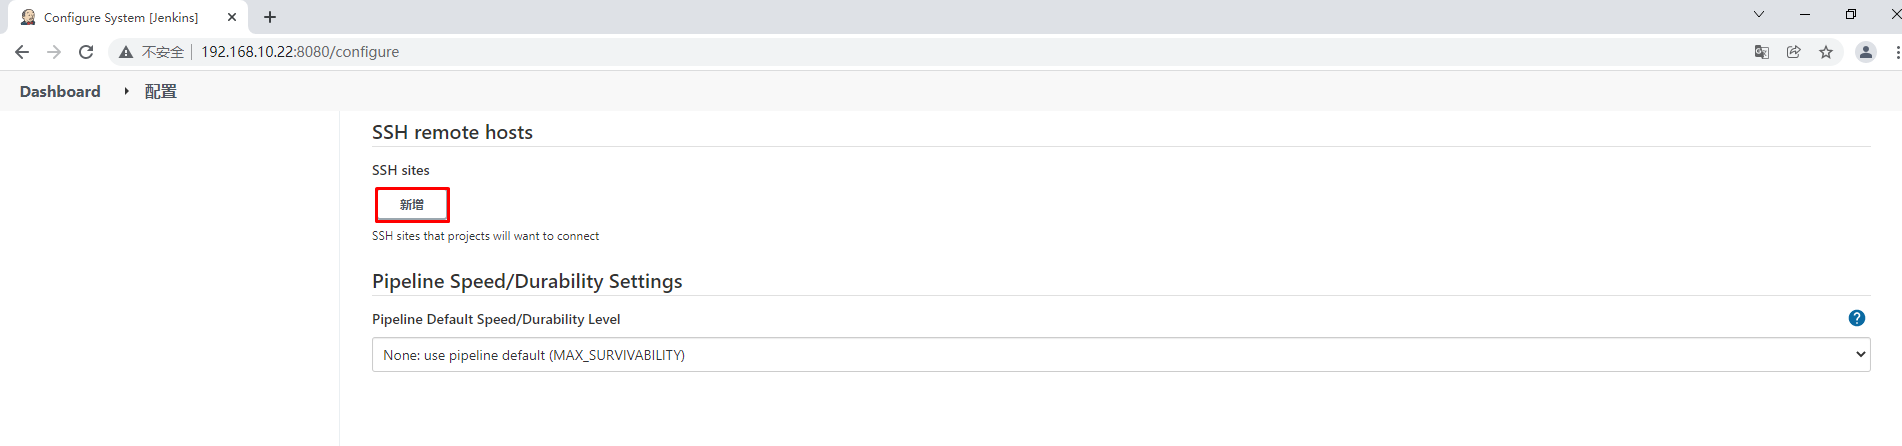 Configure System [Jenkins]
不安全 192.168.10.22:8080/configure
Dashboard 配置
SSH remote hosts
SSH sites
新增
SSH sites that projects will want to connect
Pipeline Speed/Durability Settings
Pipeline Default Speed/Durability Level
?
None: use pipeline default (MAX_SURVIVABILITY)